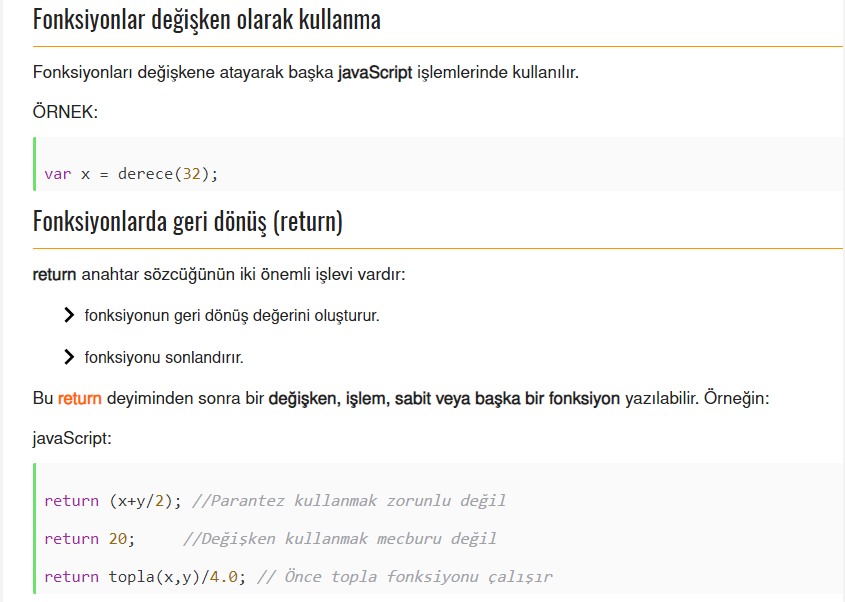 Fonksiyonlar değişken olarak kullanma
Fonksiyonları değişkene atayarak başka javaScript işlemlerinde kullanılır.
ÖRNEK:
var x = derece(32);
Fonksiyonlarda geri dönüş (return)
return anahtar sözcüğünün iki önemli işlevi vardır:
fonksiyonun geri dönüş değerini oluşturur.
fonksiyonu sonlandırır.
Bu return deyiminden sonra bir değişken, işlem, sabit veya başka bir fonksiyon yazılabilir. Örneğin:
javaScript:
return (x+y/2); //Parantez kullanmak zorunlu değil
return 20; //Değişken kullanmak mecburu değil
return topla(x,y)/4.0; // Önce topla fonksiyonu çalışır